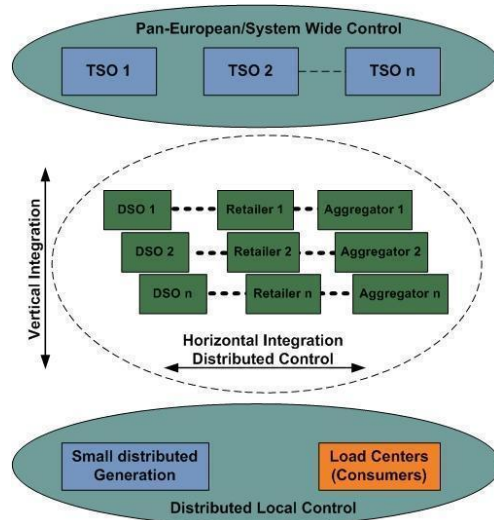 Pan-European/System Wide Control
TSO 1
TSO 2
TSO n
Vertical Integration
DSO 1
Retailer 1
Aggregator 1
DSO 2
Retailer 2
Aggregator 2
DSO n
Retailer n
Aggregator n
Horizontal Integration
Distributed Control
Small distributed
Generation
Load Centers
(Consumers)
Distributed Local Control